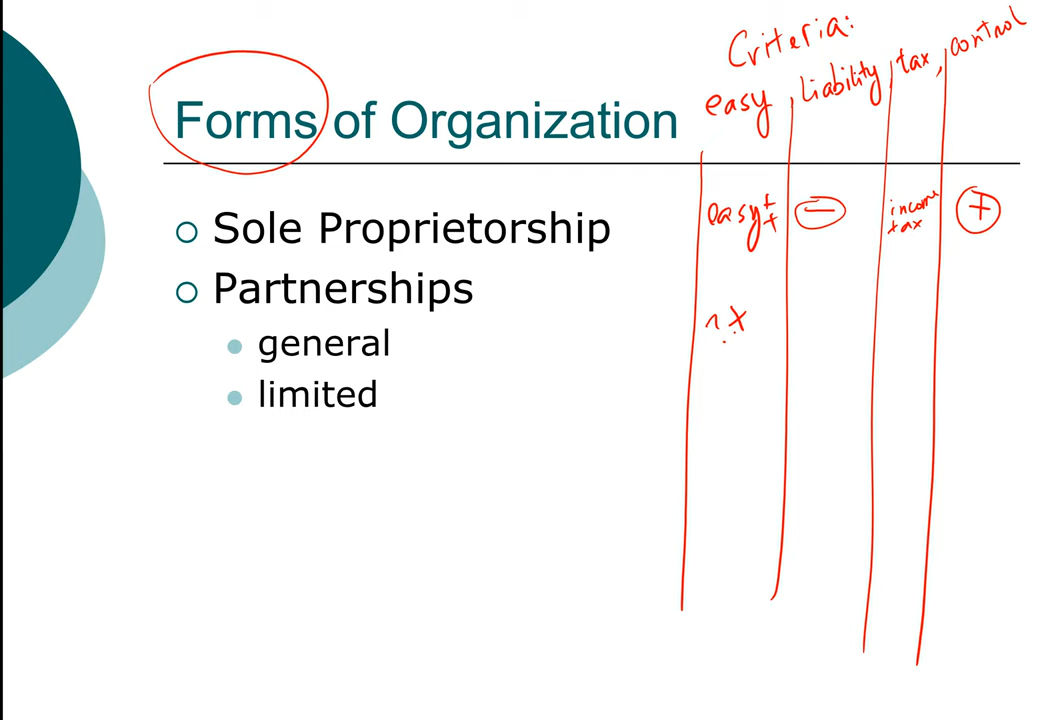 Criteria:
easy, liability, tax, control
Forms of Organization
Sole Proprietorship
easy++
−
income
tax
+
Partnerships
general
limited